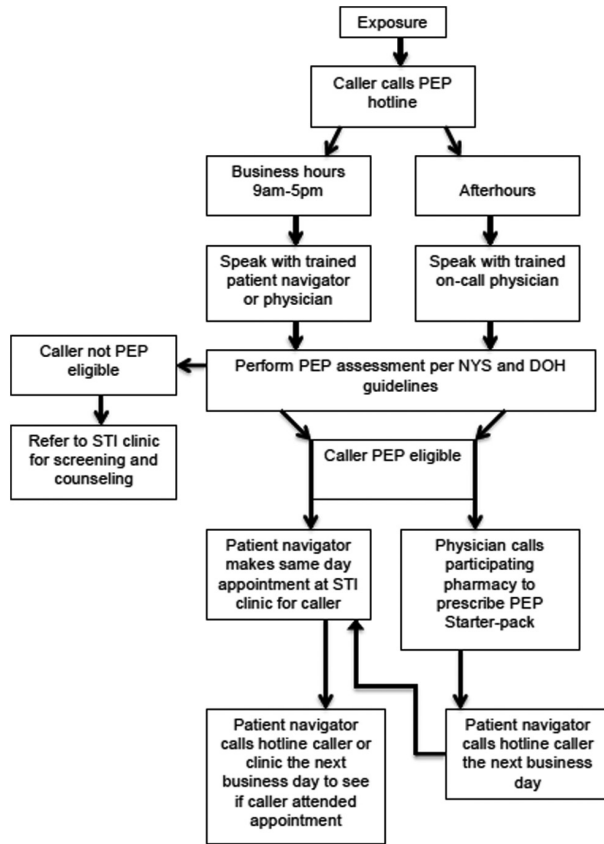 Exposure
Caller calls PEP
hotline
Business hours
9am-5pm
Afterhours
Speak with trained
patient navigator
or physician
Speak with trained
on-call physician
Caller not PEP
eligible
Perform PEP assessment per NYS and DOH
guidelines
Refer to STI clinic
for screening and
counseling
Caller PEP eligible
Patient navigator
makes same day
appointment at STI
clinic for caller
Physician calls
participating
pharmacy to
prescribe PEP
Starter-pack
Patient navigator
calls hotline caller or
clinic the next
business day to see
if caller attended
appointment
Patient navigator
calls hotline caller
the next business
day